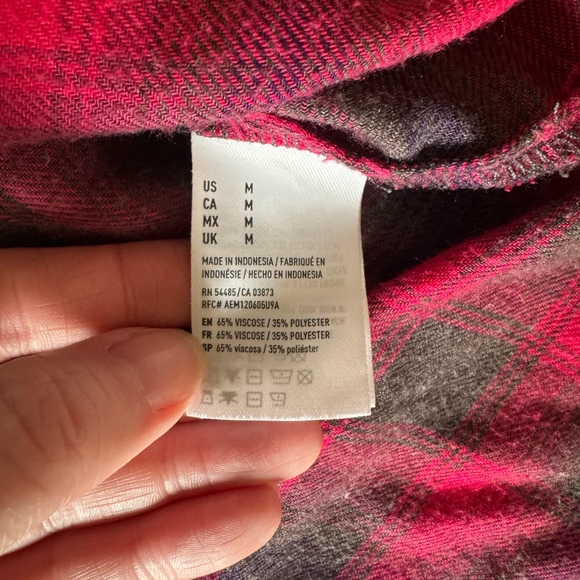 US M
CA M
MX M
UK M
MADE IN INDONESIA / FABRIQUÉ EN
INDONÉSIE / HECHO EN INDONESIA
RN 54485/CA 03873
RFC# AEM120605U9A
EN 65% VISCOSE / 35% POLYESTER
FR 65% VISCOSE / 35% POLYESTER
SP 65% viscosa / 35% poliéster